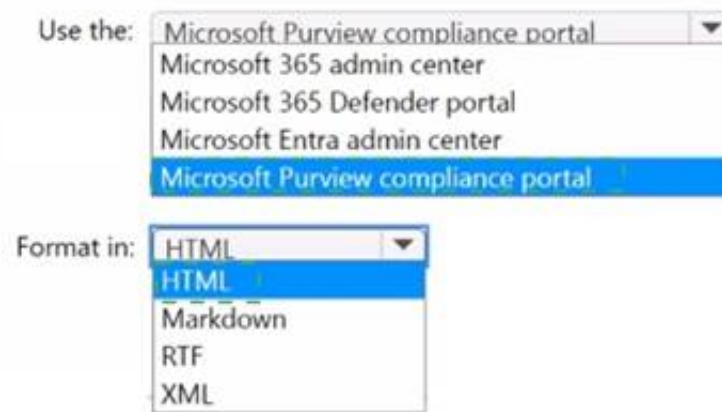 Use the: Microsoft Purview compliance portal
Microsoft 365 admin center
Microsoft 365 Defender portal
Microsoft Entra admin center
Microsoft Purview compliance portal
Format in: HTML
HTML
Markdown
RTF
XML